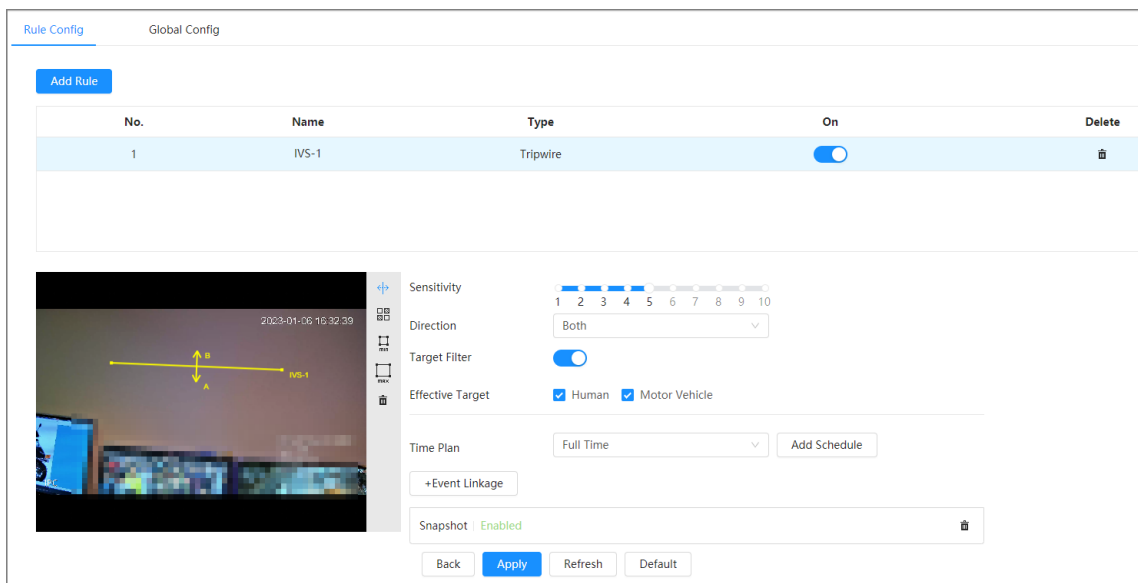 Rule Config Global Config
Add Rule
No. Name Type On Delete
1 IVS-1 Tripwire
2023-01-06 16:32:39
B
A
IVS-1
min
max
Sensitivity
1 2 3 4 5 6 7 8 9 10
Direction Both
Target Filter
Effective Target Human Motor Vehicle
Time Plan Full Time Add Schedule
+Event Linkage
Snapshot Enabled
Back Apply Refresh Default